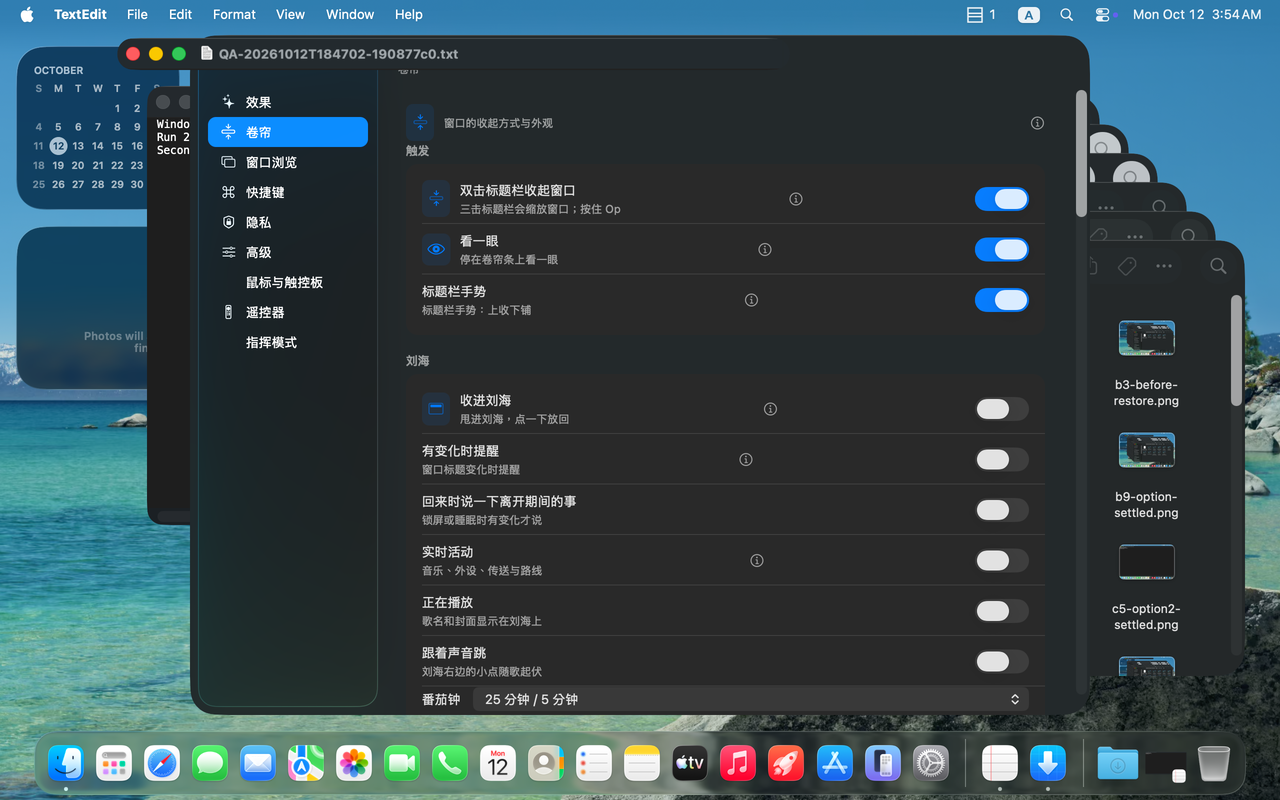 TextEdit File Edit Format View Window Help
1 A Mon Oct 12 3:54 AM
QA-20261012T184702-190877c0.txt
OCTOBER
S M T W T F S
1 2
4 5 6 7 8 9
11 12 13 14 15 16
18 19 20 21 22 23
25 26 27 28 29 30
Photos will
Windo
Run 2
Secon
效果
卷帘
窗口浏览
快捷键
隐私
高级
鼠标与触控板
遥控器
指挥模式
卷帘
窗口的收起方式与外观
触发
双击标题栏收起窗口
三击标题栏会缩放窗口；按住 Op
看一眼
停在卷帘条上看一眼
标题栏手势
标题栏手势：上收下铺
刘海
收进刘海
甩进刘海，点一下放回
有变化时提醒
窗口标题变化时提醒
回来时说一下离开期间的事
锁屏或睡眠时有变化才说
实时活动
音乐、外设、传送与路线
正在播放
歌名和封面显示在刘海上
跟着声音跳
刘海右边的小点随歌起伏
番茄钟 25 分钟 / 5 分钟
b3-before-
restore.png
b9-option-
settled.png
c5-option2-
settled.png
Mon
12
tv